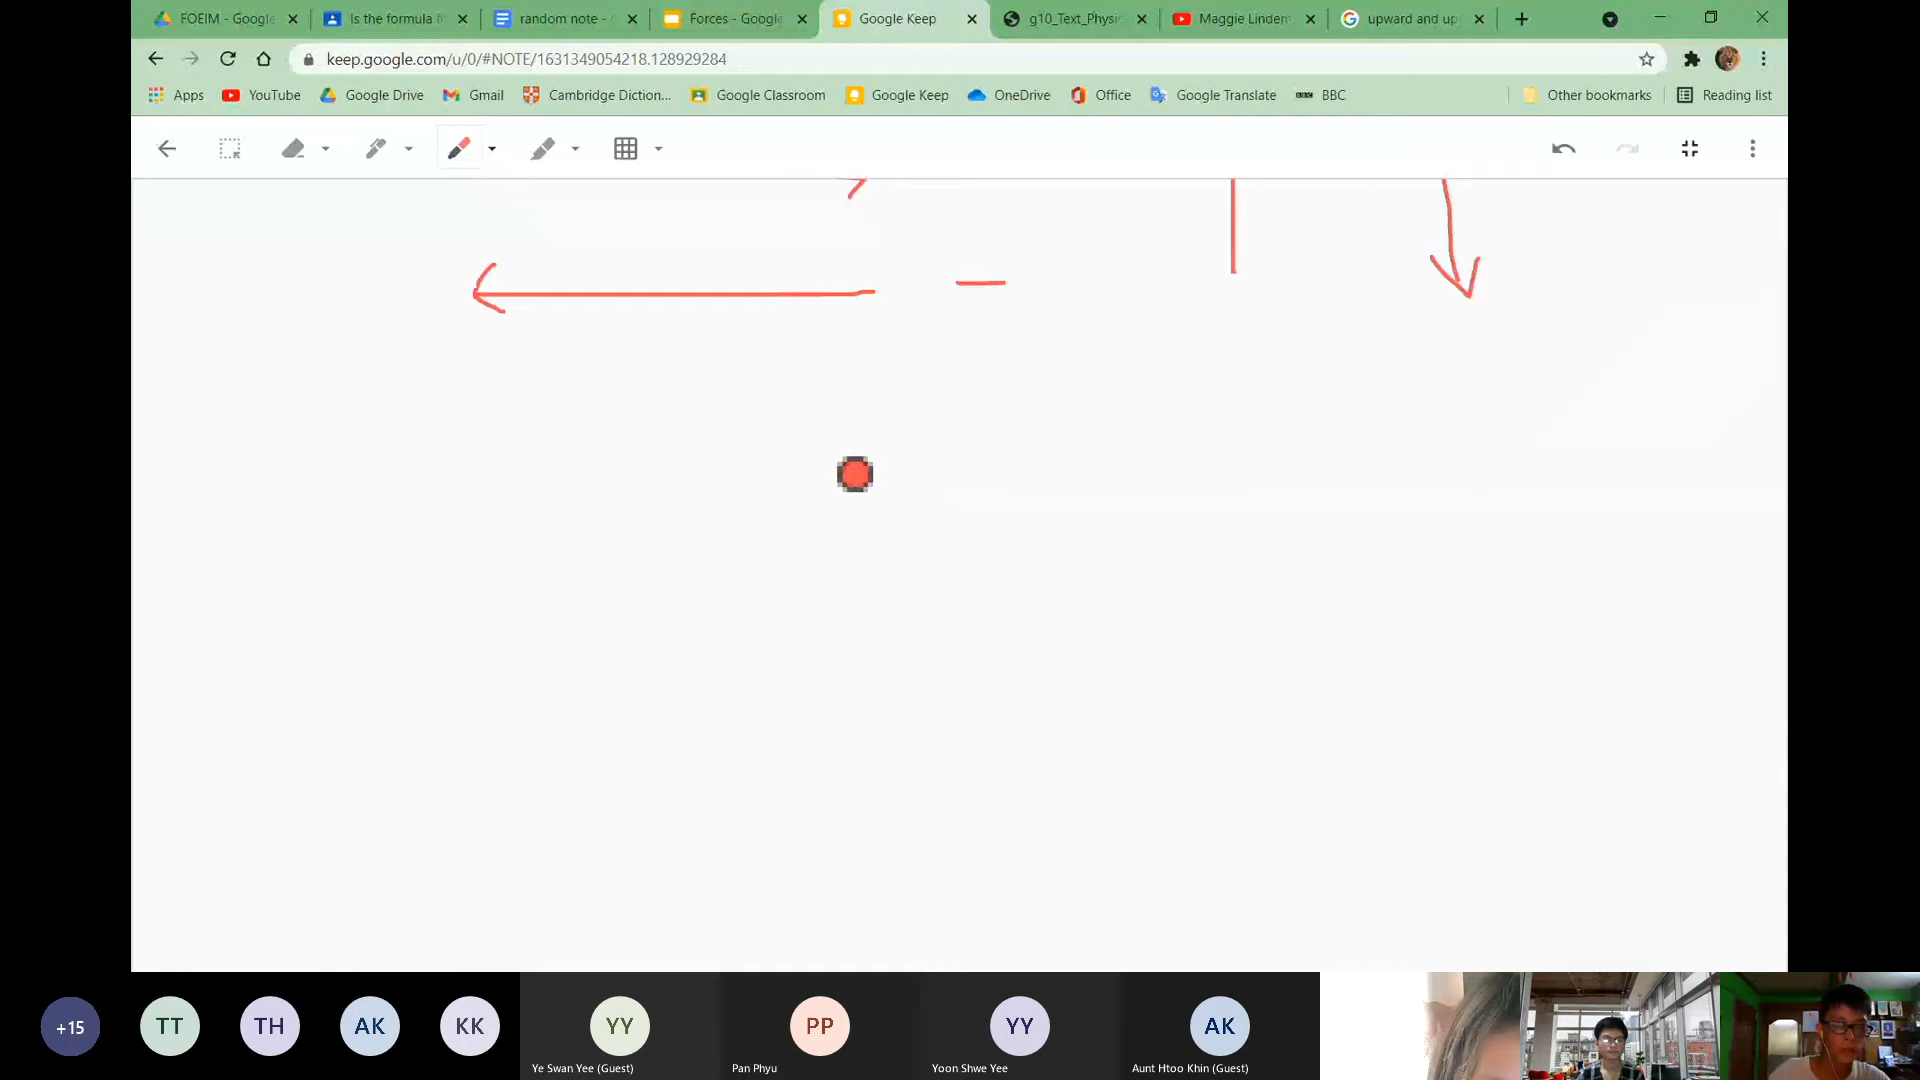 FOEIM - Google
Is the formula f
random note -
Forces - Google
Google Keep
g10_Text_Physic
Maggie Lindem
upward and up
keep.google.com/u/0/#NOTE/1631349054218.128929284
Apps
YouTube
Google Drive
Gmail
Cambridge Diction...
Google Classroom
Google Keep
OneDrive
Office
Google Translate
BBC
Other bookmarks
Reading list
+15
TT
TH
AK
KK
YY
PP
YY
AK
Ye Swan Yee (Guest)
Pan Phyu
Yoon Shwe Yee
Aunt Htoo Khin (Guest)